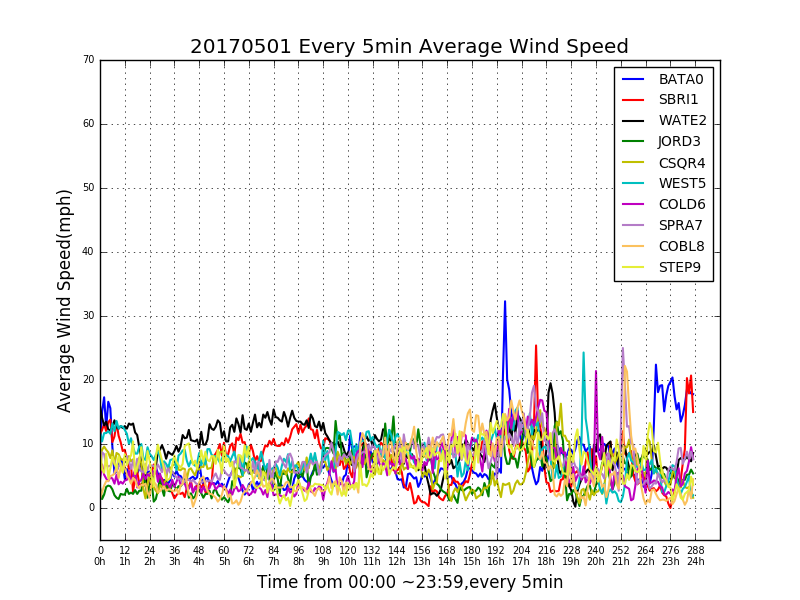 20170501 Every 5min Average Wind Speed
70
60
50
40
30
20
10
0
Average Wind Speed(mph)
BATA0
SBRI1
WATE2
JORD3
CSQR4
WEST5
COLD6
SPRA7
COBL8
STEP9
0 12 24 36 48 60 72 84 96 108 120 132 144 156 168 180 192 204 216 228 240 252 264 276 288
0h 1h 2h 3h 4h 5h 6h 7h 8h 9h 10h 11h 12h 13h 14h 15h 16h 17h 18h 19h 20h 21h 22h 23h 24h
Time from 00:00 ~23:59,every 5min